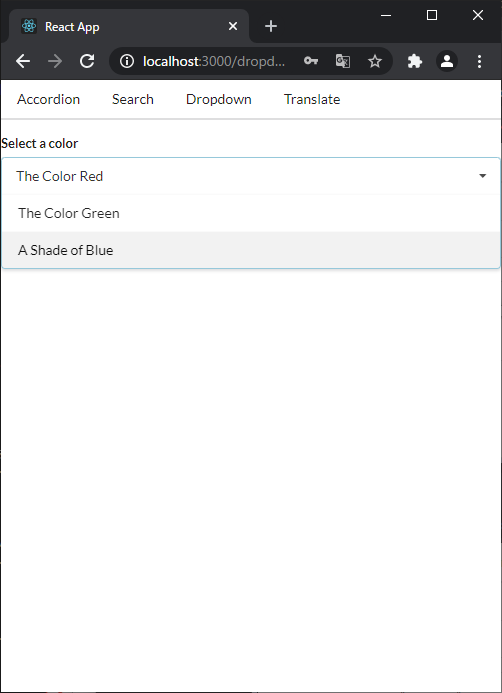 React App
localhost:3000/dropd...
Accordion Search Dropdown Translate
Select a color
The Color Red
The Color Green
A Shade of Blue